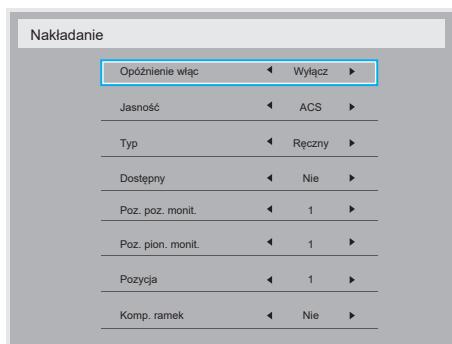 Nakładanie
Opóźnienie włąc Wyłącz
Jasność ACS
Typ Ręczny
Dostępny Nie
Poz. poz. monit. 1
Poz. pion. monit. 1
Pozycja 1
Komp. ramek Nie